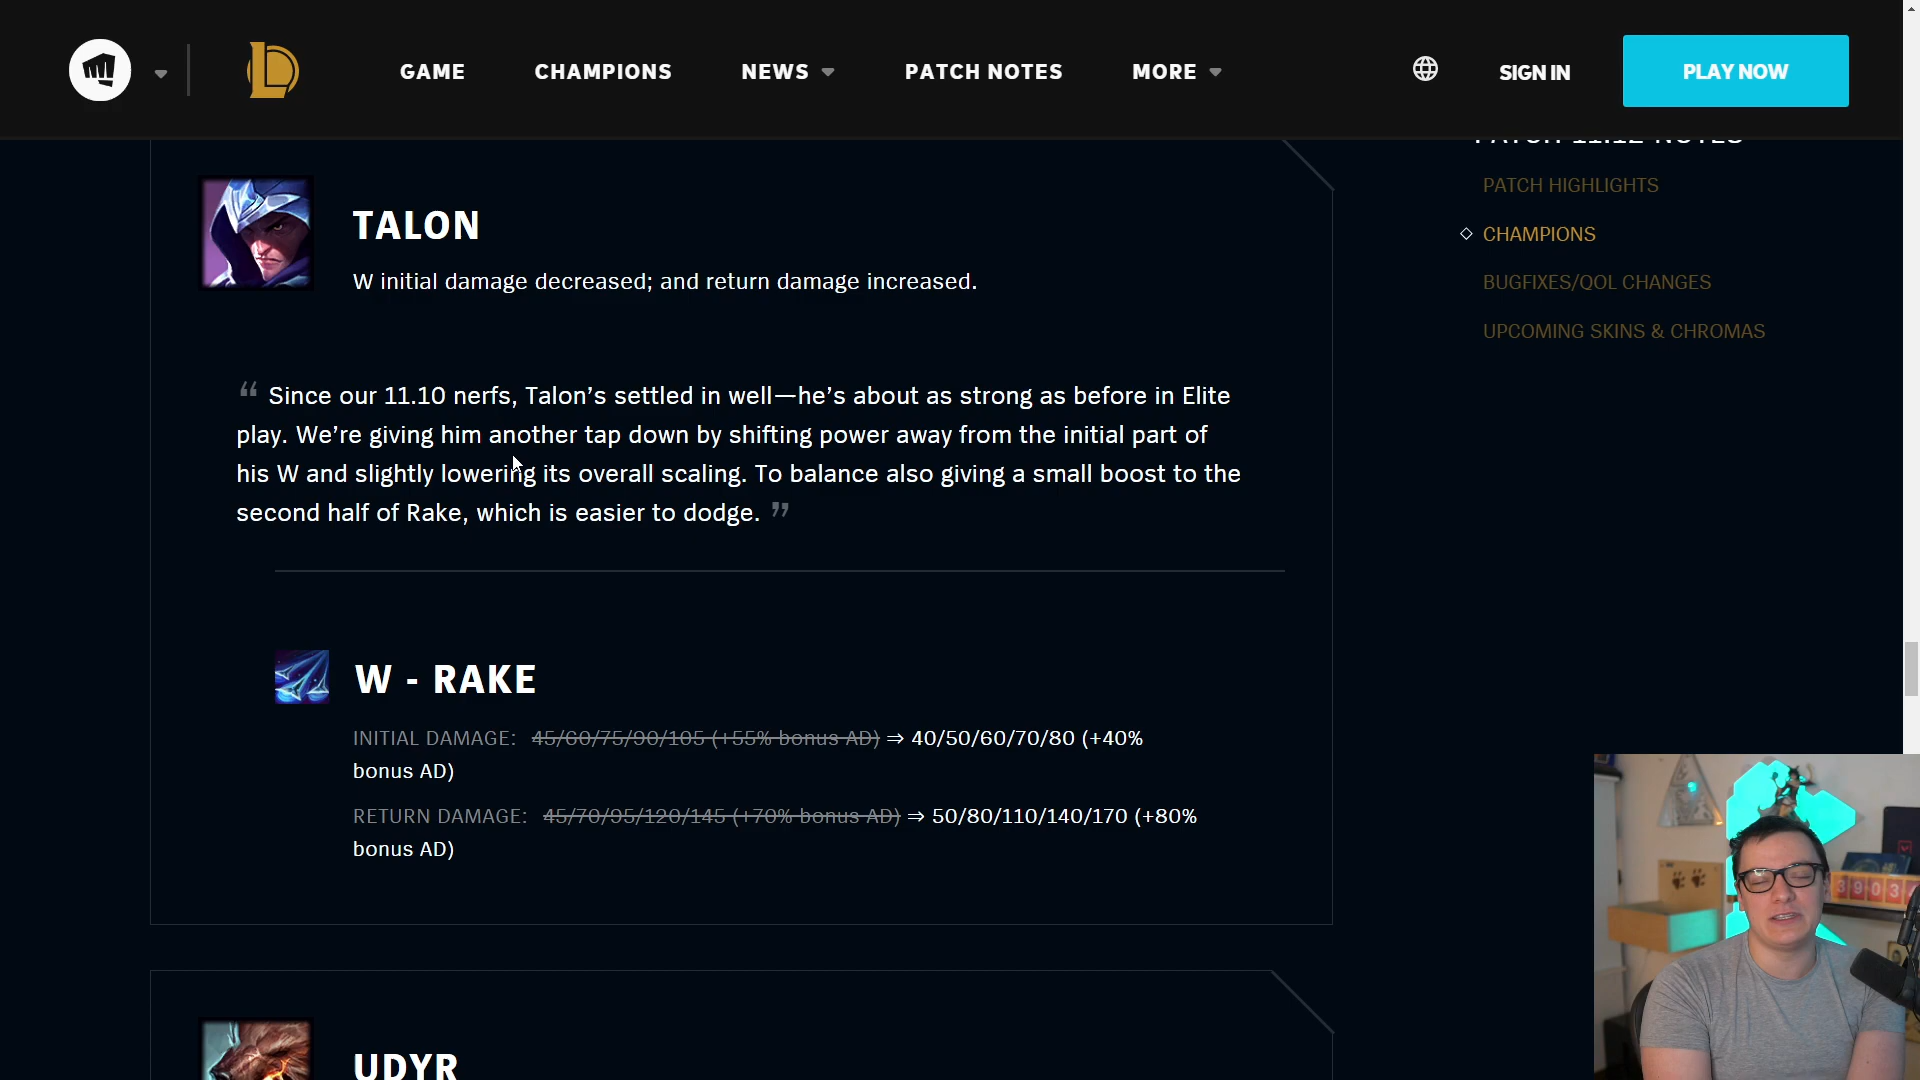 GAME
CHAMPIONS
NEWS
PATCH NOTES
MORE
SIGN IN
PLAY NOW
PATCH 11.12 NOTES
PATCH HIGHLIGHTS
CHAMPIONS
BUGFIXES/QOL CHANGES
UPCOMING SKINS & CHROMAS
TALON
W initial damage decreased; and return damage increased.
“ Since our 11.10 nerfs, Talon’s settled in well—he’s about as strong as before in Elite
play. We’re giving him another tap down by shifting power away from the initial part of
his W and slightly lowering its overall scaling. To balance also giving a small boost to the
second half of Rake, which is easier to dodge. ”
W - RAKE
INITIAL DAMAGE: 45/60/75/90/105 (+55% bonus AD) ⇒ 40/50/60/70/80 (+40%
bonus AD)
RETURN DAMAGE: 45/70/95/120/145 (+70% bonus AD) ⇒ 50/80/110/140/170 (+80%
bonus AD)
UDYR